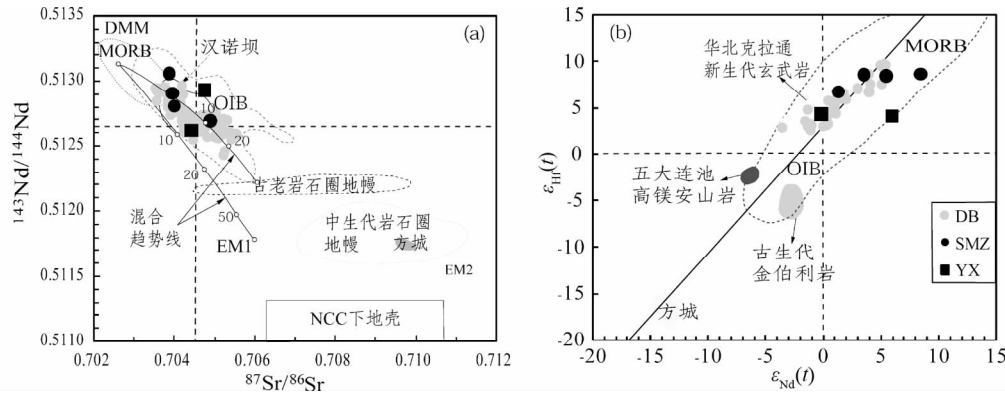 (a)
DMM
MORB
汉诺坝
10
OIB
10
20
20
古老岩石圈地幔
混合
趋势线
50
EM1
中生代岩石圈
地幔
方城
EM2
NCC下地壳
0.5135
0.5130
0.5125
0.5120
0.5115
0.5110
0.702
0.704
0.706
0.708
0.710
0.712
¹⁴³Nd/¹⁴⁴Nd
⁸⁷Sr/⁸⁶Sr
(b)
华北克拉通
新生代玄武岩
MORB
五大连池
高镁安山岩
OIB
古生代
金伯利岩
方城
DB
SMZ
YX
15
10
5
0
-5
-10
-15
-20
-20
-15
-10
-5
0
5
10
15
εHf(t)
εNd(t)